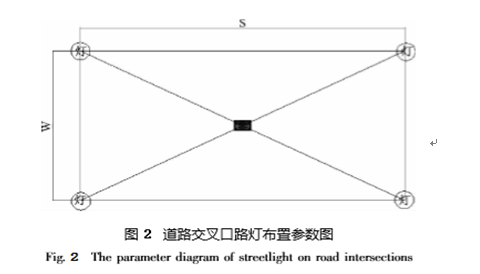 S
灯 灯
W
灯 灯
图 2 道路交叉口路灯布置参数图
Fig. 2 The parameter diagram of streetlight on road intersections